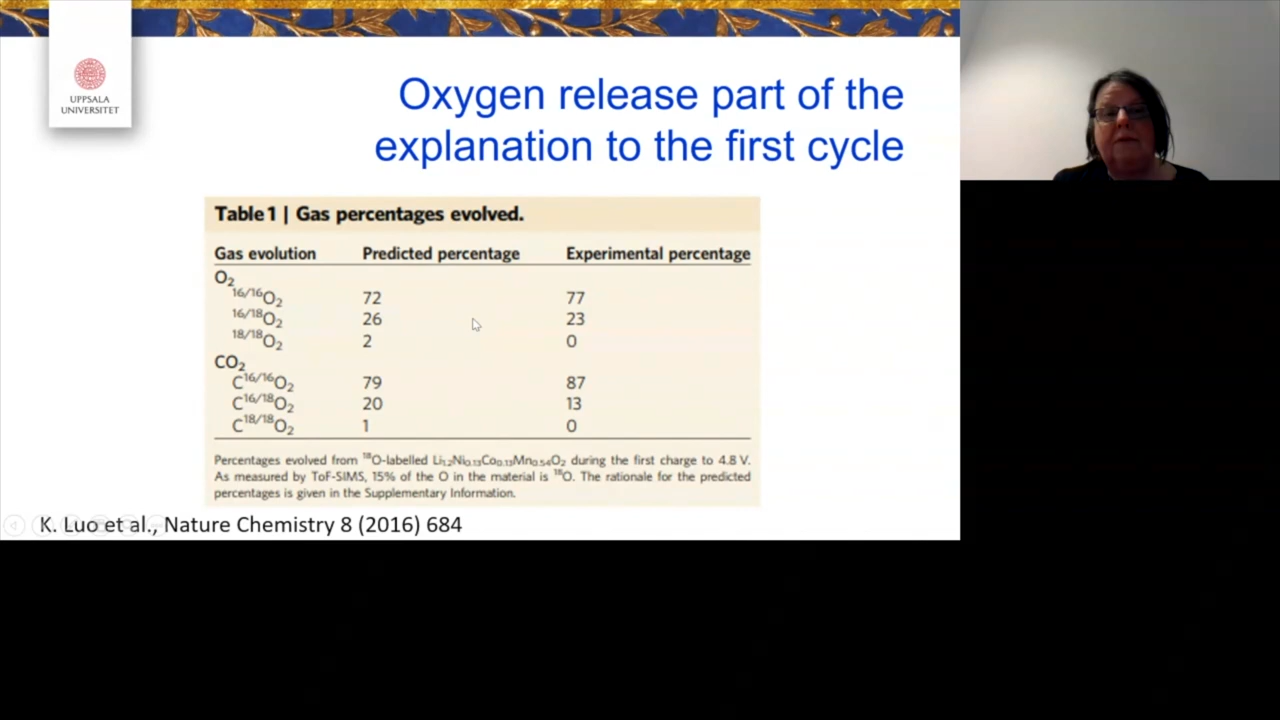 UPPSALA
UNIVERSITET
Oxygen release part of the
explanation to the first cycle
Table 1 | Gas percentages evolved.
Gas evolution Predicted percentage Experimental percentage
O₂
¹⁶/¹⁶O₂ 72 77
¹⁶/¹⁸O₂ 26 23
¹⁸/¹⁸O₂ 2 0
CO₂
C¹⁶/¹⁶O₂ 79 87
C¹⁶/¹⁸O₂ 20 13
C¹⁸/¹⁸O₂ 1 0
Percentages evolved from ¹⁸O-labelled Li₁.₂Ni₀.₁₃Co₀.₁₃Mn₀.₅₄O₂ during the first charge to 4.8 V.
As measured by ToF-SIMS, 15% of the O in the material is ¹⁸O. The rationale for the predicted
percentages is given in the Supplementary Information.
K. Luo et al., Nature Chemistry 8 (2016) 684